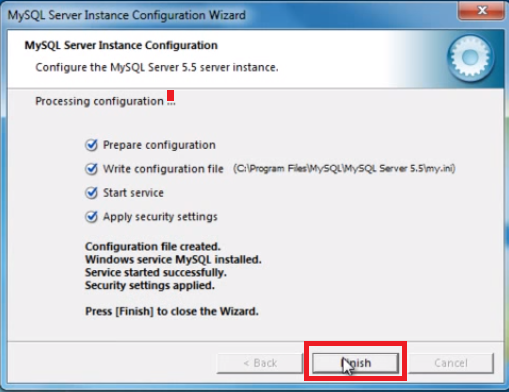 MySQL Server Instance Configuration Wizard
MySQL Server Instance Configuration
Configure the MySQL Server 5.5 server instance.
Processing configuration ...
Prepare configuration
Write configuration file (C:\Program Files\MySQL\MySQL Server 5.5\my.ini)
Start service
Apply security settings
Configuration file created.
Windows service MySQL installed.
Service started successfully.
Security settings applied.
Press [Finish] to close the Wizard.
< Back Finish Cancel